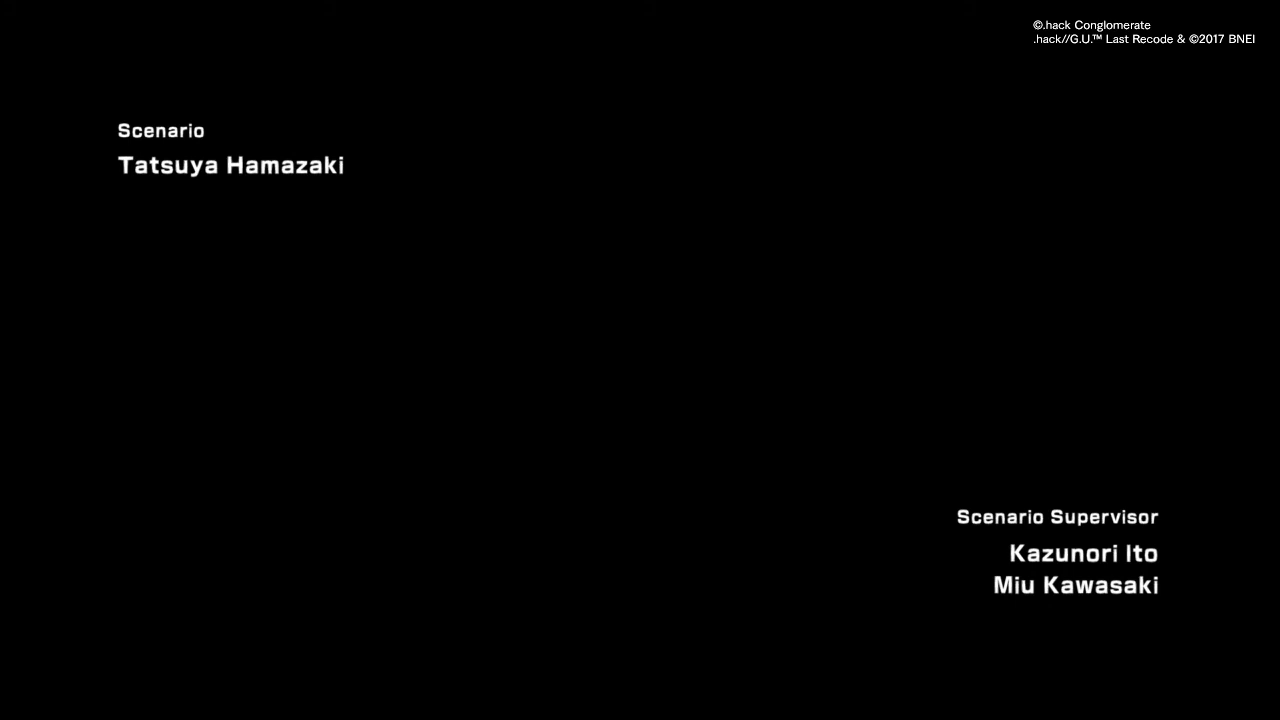 ©.hack Conglomerate
.hack//G.U.™ Last Recode & ©2017 BNEI
Scenario
Tatsuya Hamazaki
Scenario Supervisor
Kazunori Ito
Miu Kawasaki